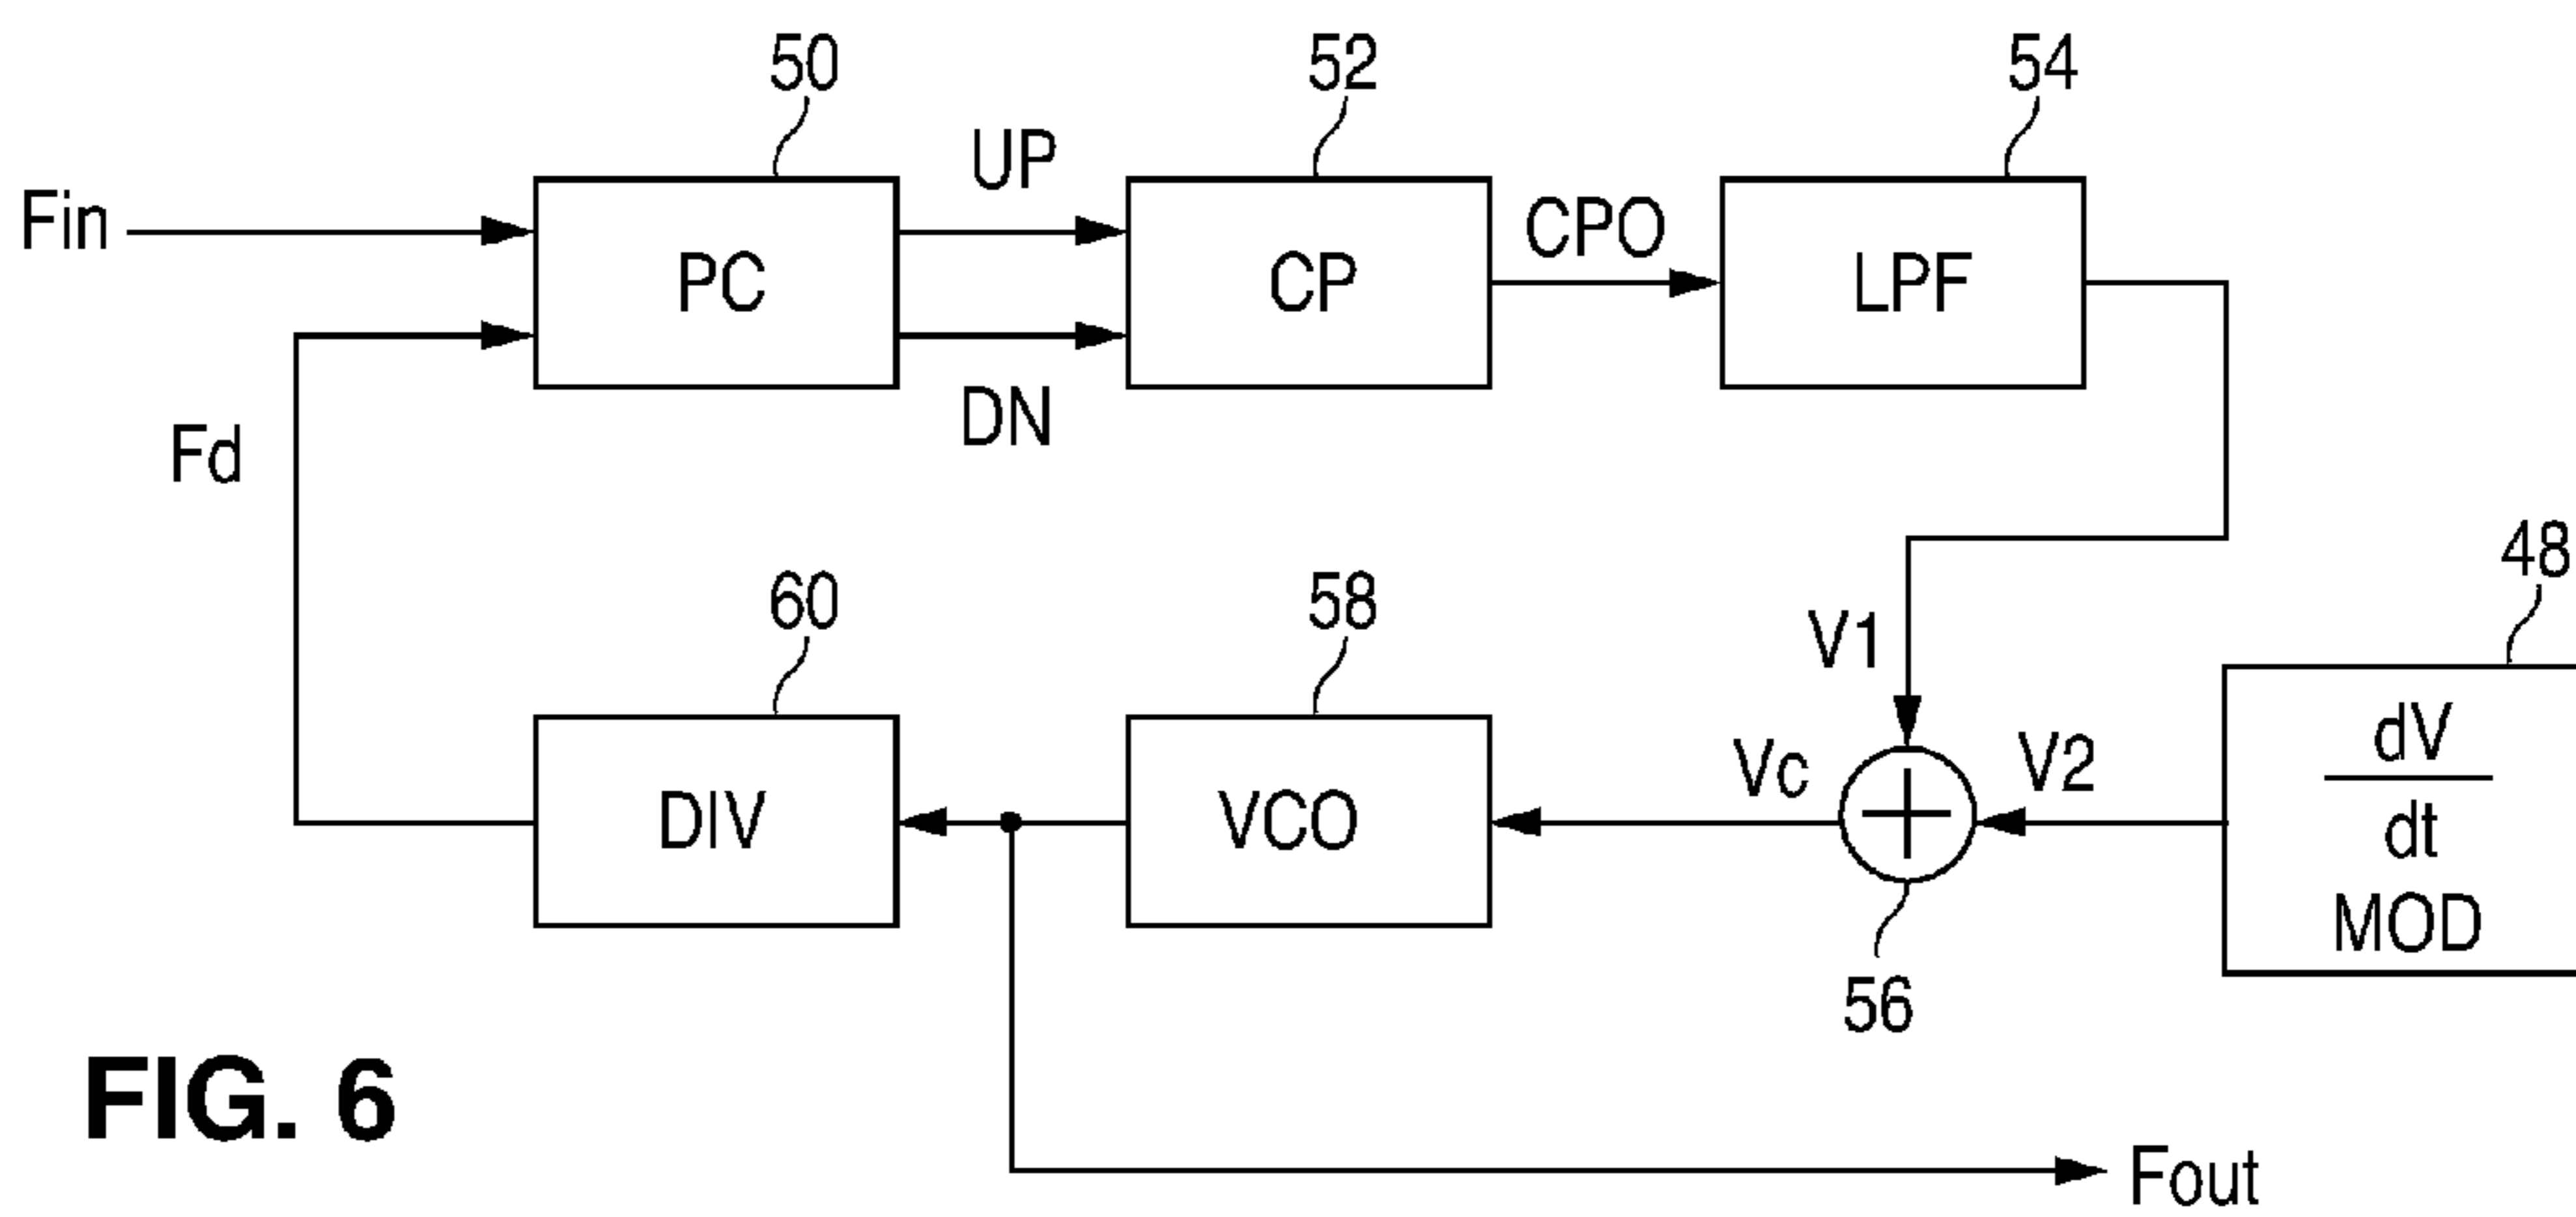 50
52
54
Fin
UP
CPO
PC
CP
LPF
DN
Fd
48
60
58
V1
dV
dt
MOD
DIV
VCO
Vc
V2
56
FIG. 6
Fout